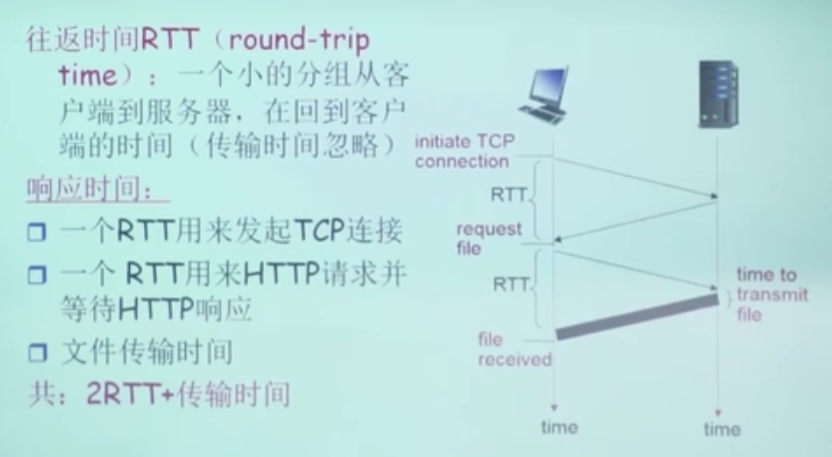 往返时间RTT（round-trip
time）：一个小的分组从客
户端到服务器，在回到客户
端的时间（传输时间忽略）
响应时间：
一个RTT用来发起TCP连接
一个 RTT用来HTTP请求并
等待HTTP响应
文件传输时间
共：2RTT+传输时间
initiate TCP
connection
RTT
request
file
RTT
file
received
time to
transmit
file
time
time